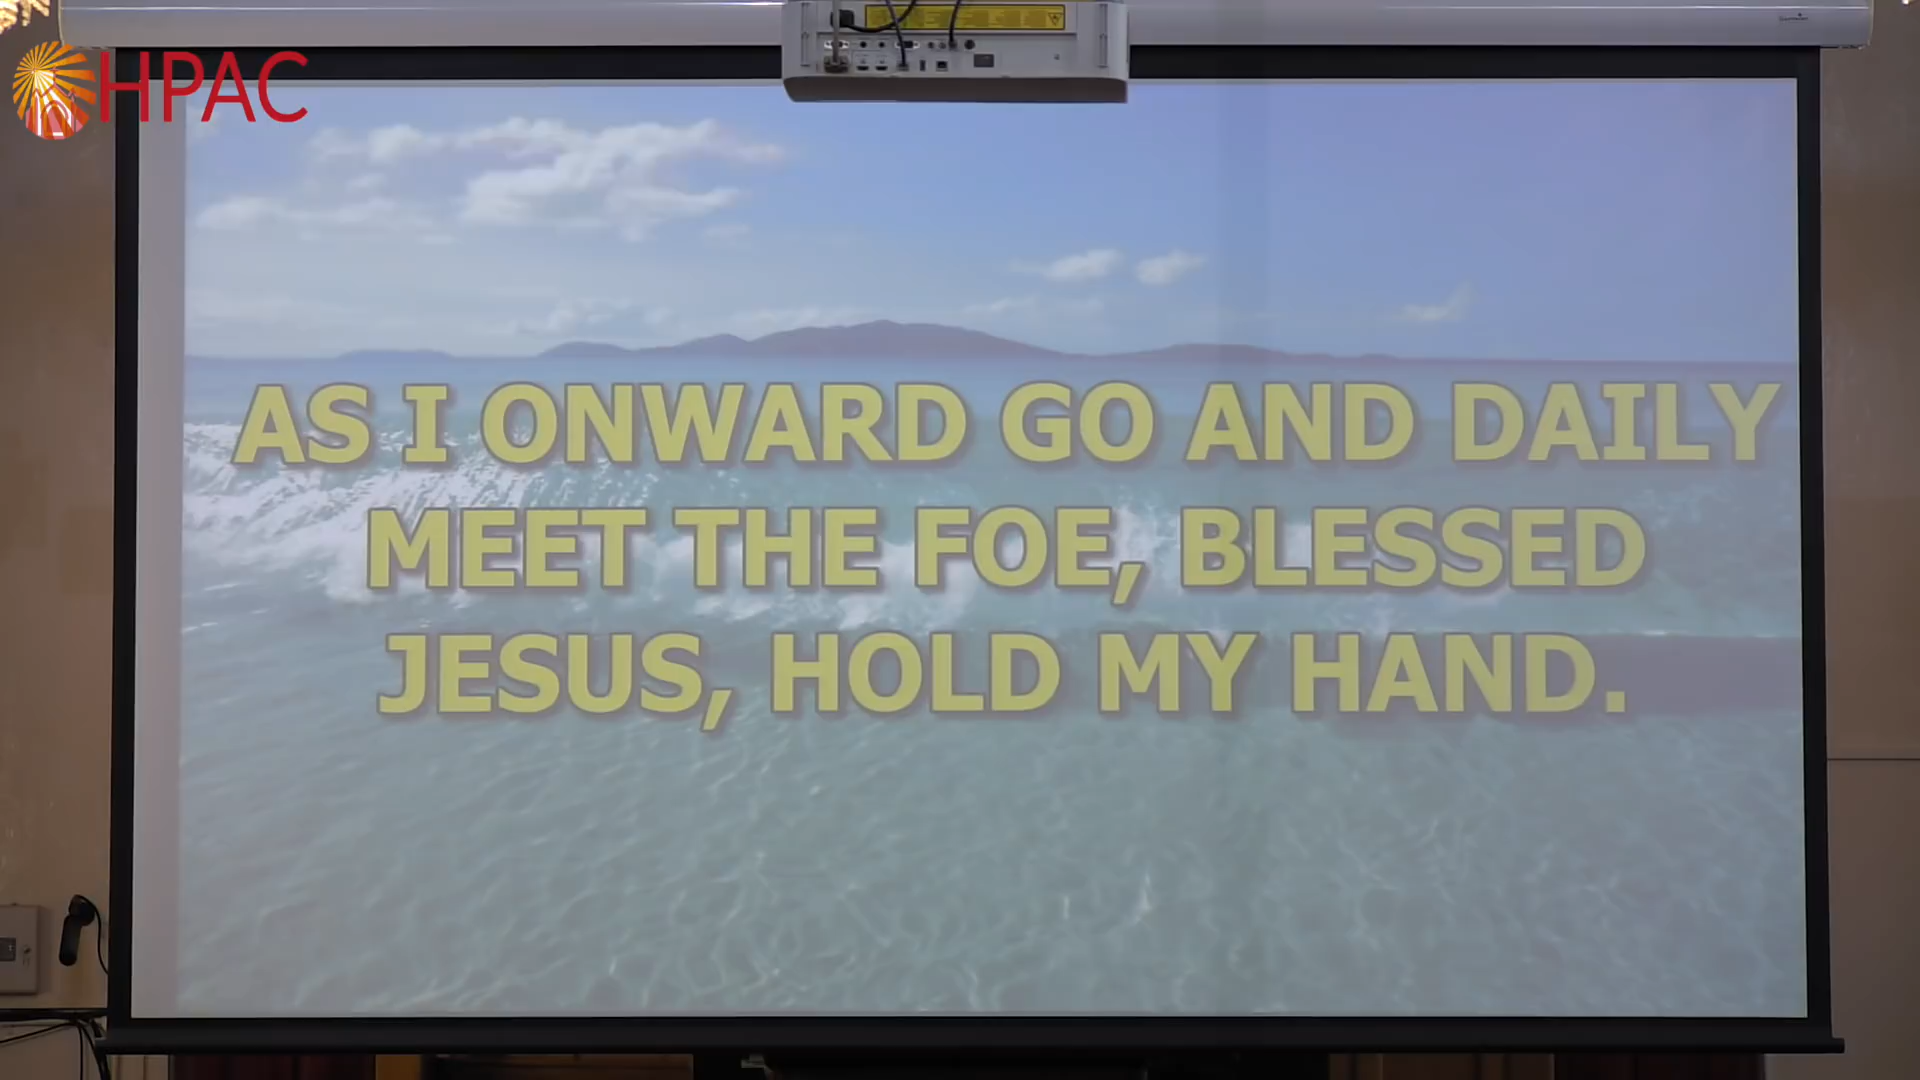 HPAC
AS I ONWARD GO AND DAILY
MEET THE FOE, BLESSED
JESUS, HOLD MY HAND.